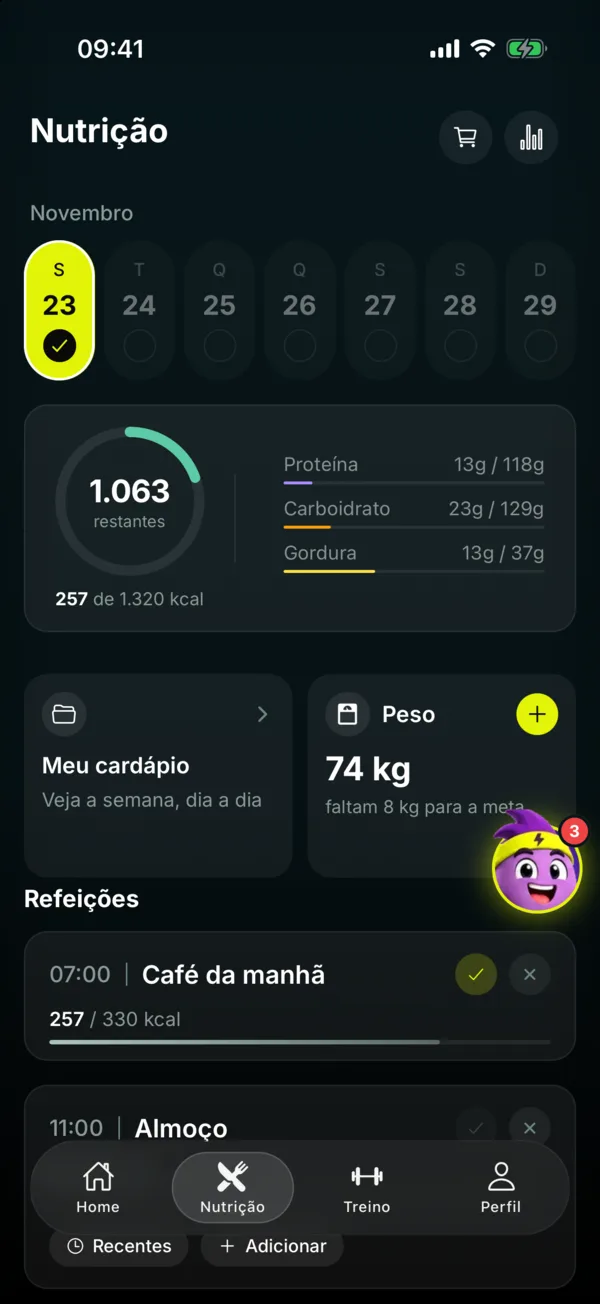 09:41
Nutrição
Novembro
S T Q Q S S D
23 24 25 26 27 28 29
1.063
restantes
257 de 1.320 kcal
Proteína 13g / 118g
Carboidrato 23g / 129g
Gordura 13g / 37g
Meu cardápio
Veja a semana, dia a dia
Peso
74 kg
faltam 8 kg para a meta
3
Refeições
07:00 | Café da manhã
257 / 330 kcal
11:00 | Almoço
Recentes
Adicionar
Home
Nutrição
Treino
Perfil